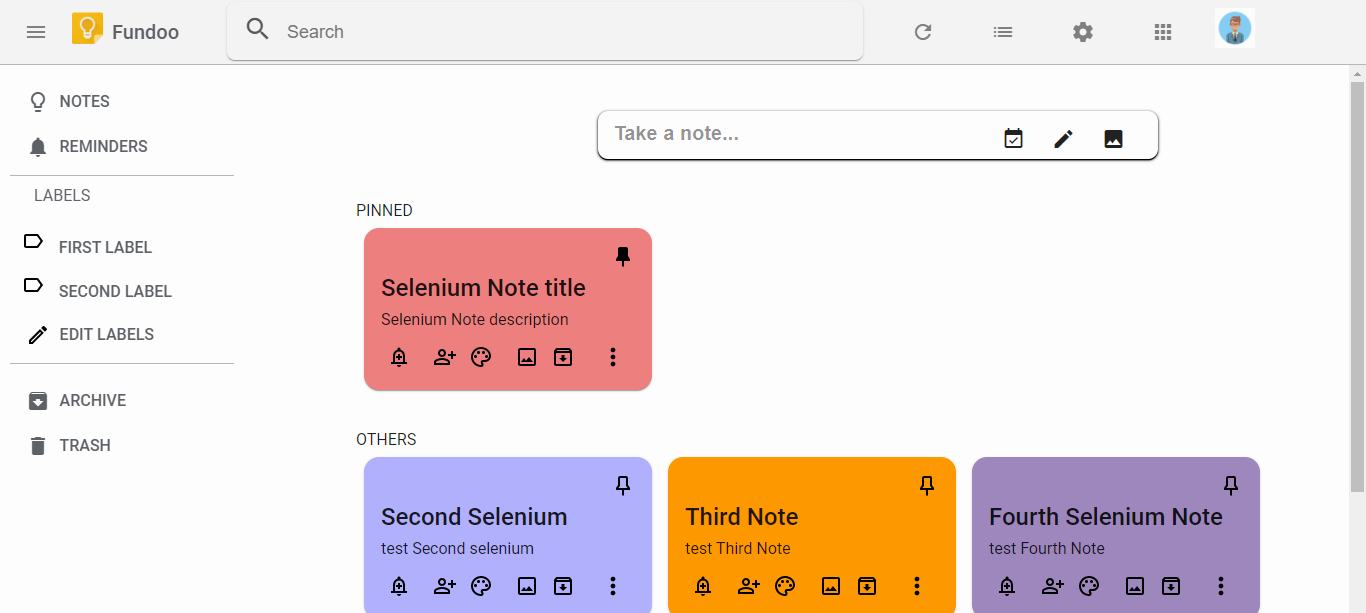 Fundoo
Search
NOTES
REMINDERS
LABELS
FIRST LABEL
SECOND LABEL
EDIT LABELS
ARCHIVE
TRASH
Take a note...
PINNED
Selenium Note title
Selenium Note description
OTHERS
Second Selenium
test Second selenium
Third Note
test Third Note
Fourth Selenium Note
test Fourth Note